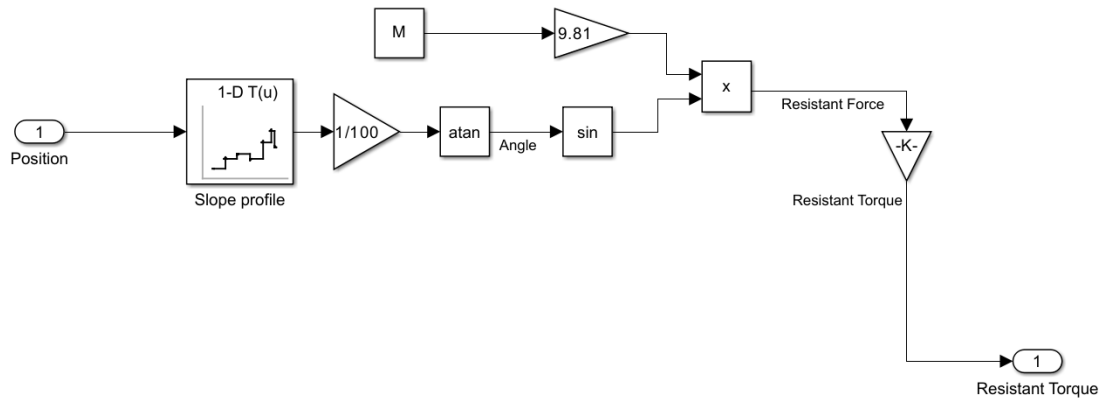 M
9.81
1-D T(u)
x
Resistant Force
1
1/100
atan
sin
-K-
Angle
Position
Slope profile
Resistant Torque
1
Resistant Torque